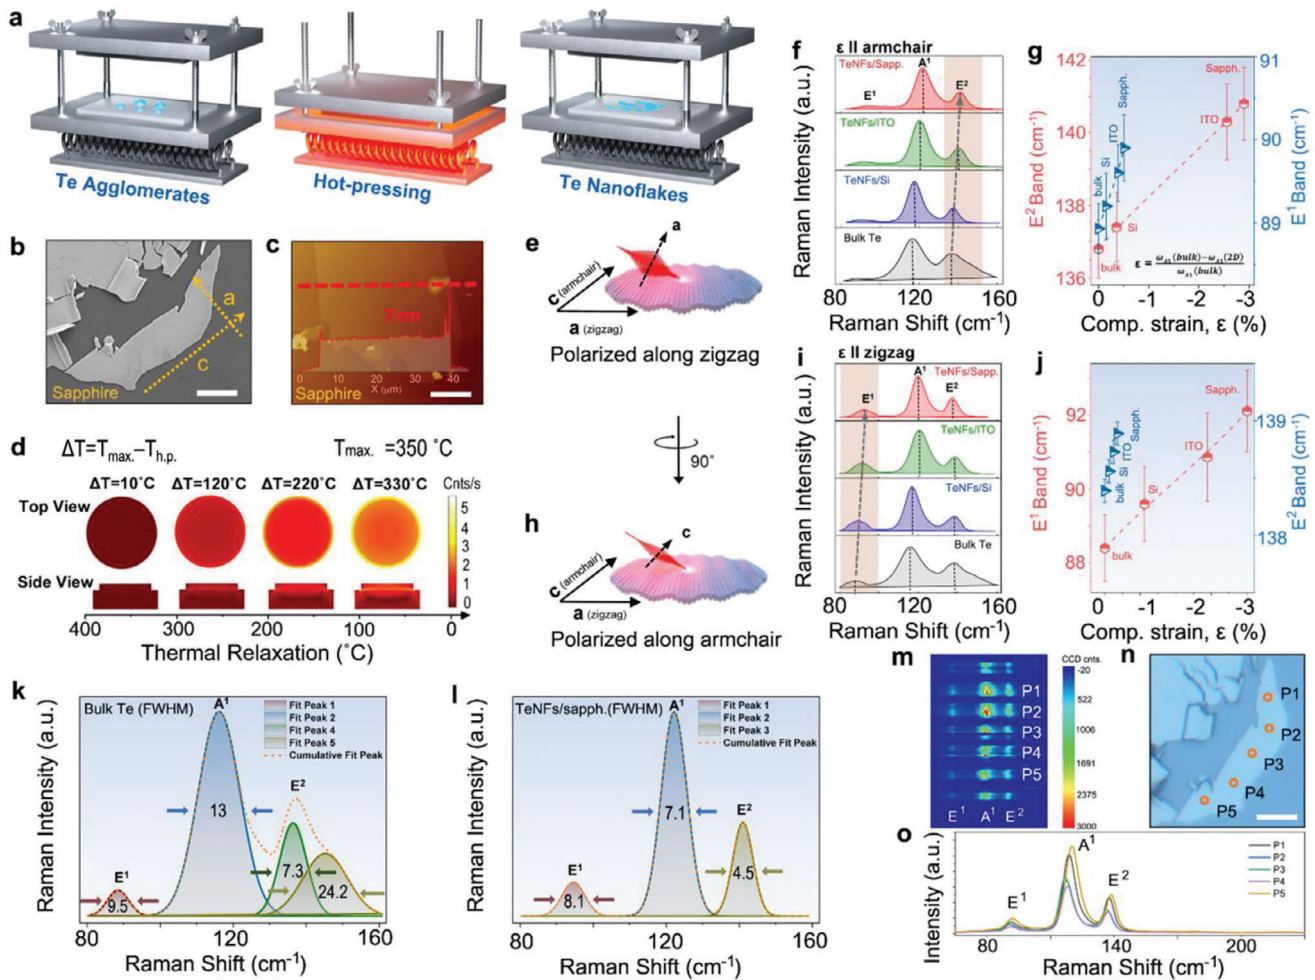 a
Te Agglomerates
Hot-pressing
Te Nanoflakes
b
a
c
Sapphire
c
7nm
0 10 20 30 40
X (μm)
Sapphire
d
ΔT=Tmax.–Th.p.
Tmax. =350 ˚C
ΔT=10˚C
ΔT=120˚C
ΔT=220˚C
ΔT=330˚C
Cnts/s
Top View
Side View
5
4
3
2
1
0
400 300 200 100 0
Thermal Relaxation (˚C)
e
a
c (armchair)
a (zigzag)
Polarized along zigzag
90˚
h
c
c (armchair)
a (zigzag)
Polarized along armchair
f
ε II armchair
TeNFs/Sapp.
A1
E1
E2
TeNFs/ITO
TeNFs/Si
Bulk Te
Raman Intensity (a.u.)
80 120 160
Raman Shift (cm-1)
g
E2 Band (cm-1)
142
140
138
136
bulk
Si
ITO
Sapph.
bulk
Si
ITO
Sapph.
ε = ωA1(bulk)−ωA1(2D)
ωA1(bulk)
91
90
89
E1 Band (cm-1)
0 -1 -2 -3
Comp. strain, ε (%)
i
ε II zigzag
TeNFs/Sapp.
A1
E1
E2
TeNFs/ITO
TeNFs/Si
Bulk Te
Raman Intensity (a.u.)
80 120 160
Raman Shift (cm-1)
j
E1 Band (cm-1)
92
90
88
bulk
Si
ITO
Sapph.
bulk
Si
ITO
Sapph.
139
138
E2 Band (cm-1)
0 -1 -2 -3
Comp. strain, ε (%)
k
Bulk Te (FWHM)
A1
Fit Peak 1
Fit Peak 2
Fit Peak 4
Fit Peak 5
Cumulative Fit Peak
E2
13
E1
7.3
24.2
9.5
Raman Intensity (a.u.)
80 120 160
Raman Shift (cm-1)
l
TeNFs/sapph.(FWHM)
A1
Fit Peak 1
Fit Peak 2
Fit Peak 3
Cumulative Fit Peak
E2
7.1
E1
4.5
8.1
Raman Intensity (a.u.)
80 120 160
Raman Shift (cm-1)
m
P1
P2
P3
P4
P5
E1 A1 E2
CCD cnts.
-20
522
1006
1691
2375
3000
n
P1
P2
P3
P4
P5
o
Intensity (a.u.)
A1
E1
E2
P1
P2
P3
P4
P5
80 140 200
Raman Shift (cm-1)